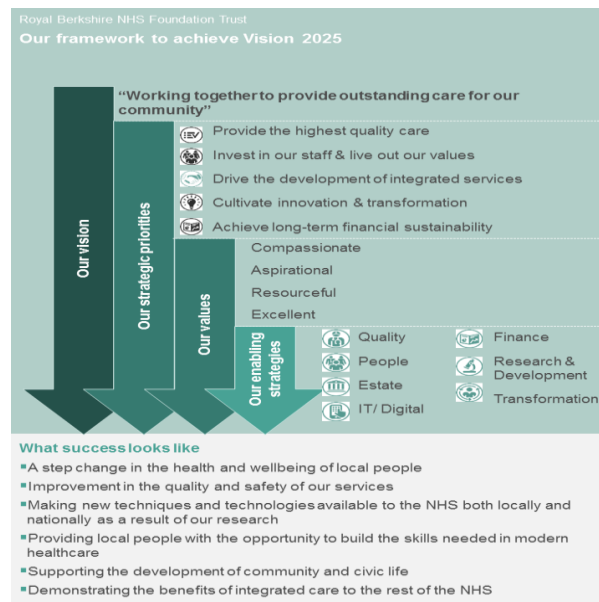 Royal Berkshire NHS Foundation Trust
Our framework to achieve Vision 2025
“Working together to provide outstanding care for our
community”
Provide the highest quality care
Invest in our staff & live out our values
Drive the development of integrated services
Cultivate innovation & transformation
Achieve long-term financial sustainability
Compassionate
Aspirational
Resourceful
Excellent
Our vision
Our strategic priorities
Our values
Our enabling
strategies
Quality
People
Estate
IT/ Digital
Finance
Research &
Development
Transformation
What success looks like
▪A step change in the health and wellbeing of local people
▪Improvement in the quality and safety of our services
▪Making new techniques and technologies available to the NHS both locally and
nationally as a result of our research
▪Providing local people with the opportunity to build the skills needed in modern
healthcare
▪Supporting the development of community and civic life
▪Demonstrating the benefits of integrated care to the rest of the NHS